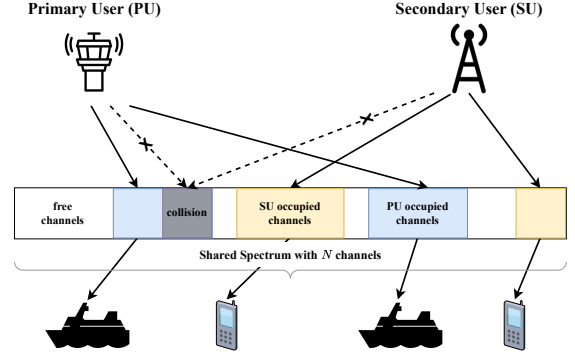 Primary User (PU)
Secondary User (SU)
free
channels
collision
SU occupied
channels
PU occupied
channels
Shared Spectrum with N channels